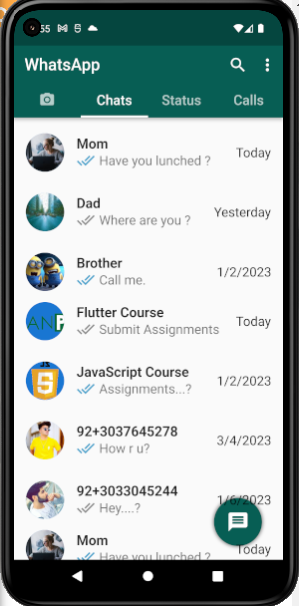 55
WhatsApp
Chats Status Calls
Mom
Have you lunched ? Today
Dad
Where are you ? Yesterday
Brother
Call me. 1/2/2023
ANP
Flutter Course
Submit Assignments Today
5
JavaScript Course
Assignments...? 1/2/2023
92+3037645278
How r u? 3/4/2023
92+3033045244
Hey....? 1/6/2023
Mom
Have you lunched ? Today